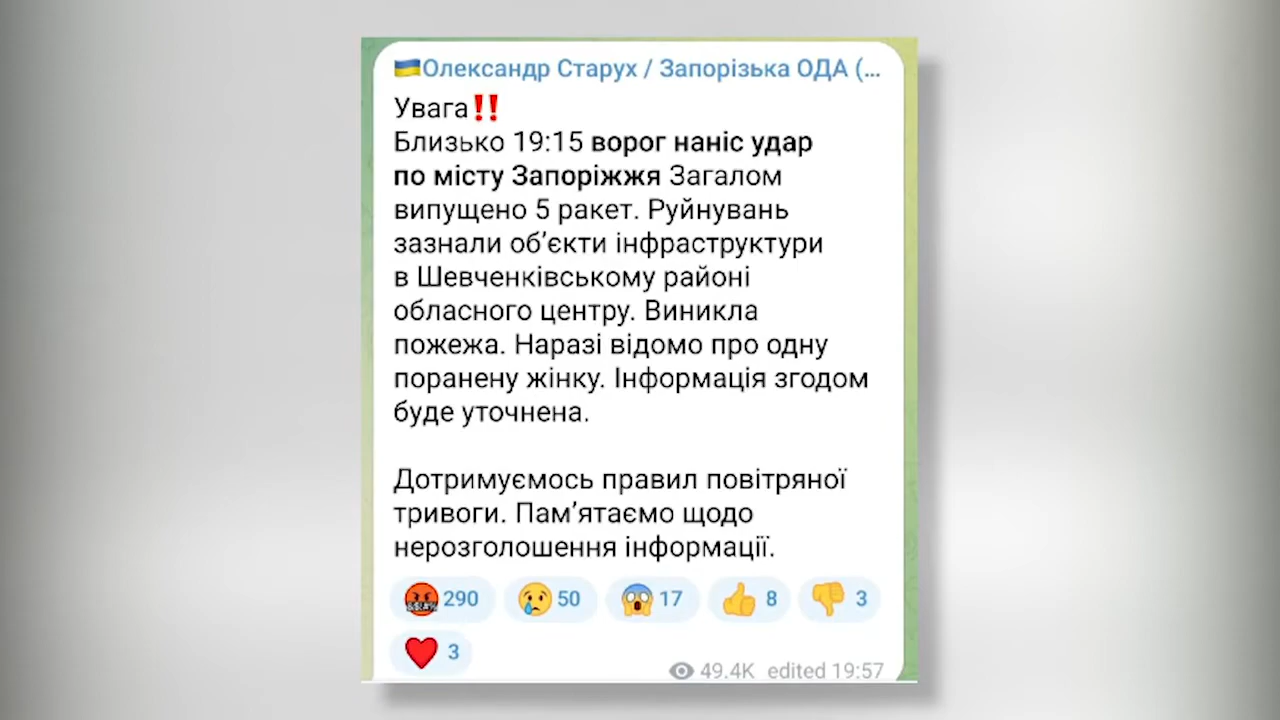 🇺🇦Олександр Старух / Запорізька ОДА (...
Увага‼️
Близько 19:15 ворог наніс удар
по місту Запоріжжя Загалом
випущено 5 ракет. Руйнувань
зазнали об’єкти інфраструктури
в Шевченківському районі
обласного центру. Виникла
пожежа. Наразі відомо про одну
поранену жінку. Інформація згодом
буде уточнена.
Дотримуємось правил повітряної
тривоги. Пам’ятаємо щодо
нерозголошення інформації.
🤬 290 😢 50 😱 17 👍 8 👎 3
❤️ 3
49.4K edited 19:57